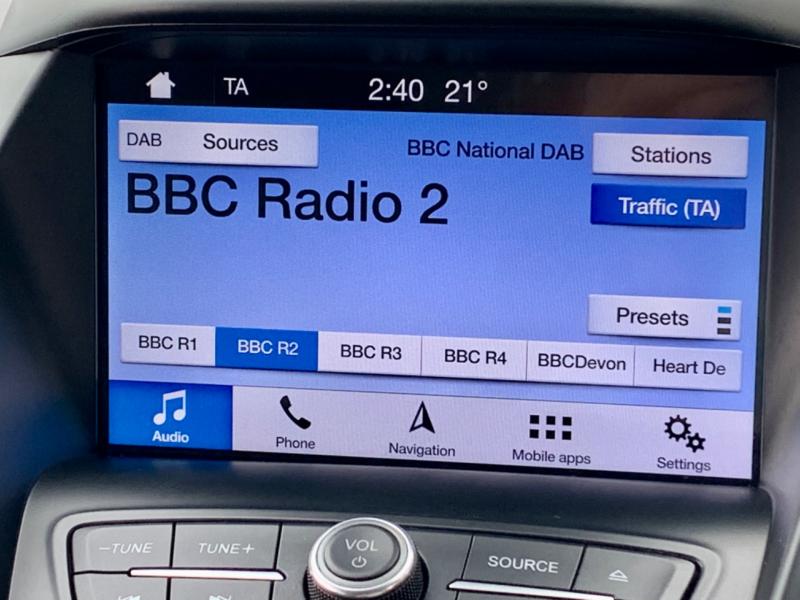 TA 2:40 21°
DAB Sources BBC National DAB Stations
BBC Radio 2 Traffic (TA)
Presets
BBC R1 BBC R2 BBC R3 BBC R4 BBCDevon Heart De
Audio Phone Navigation Mobile apps Settings
−TUNE TUNE+ VOL SOURCE